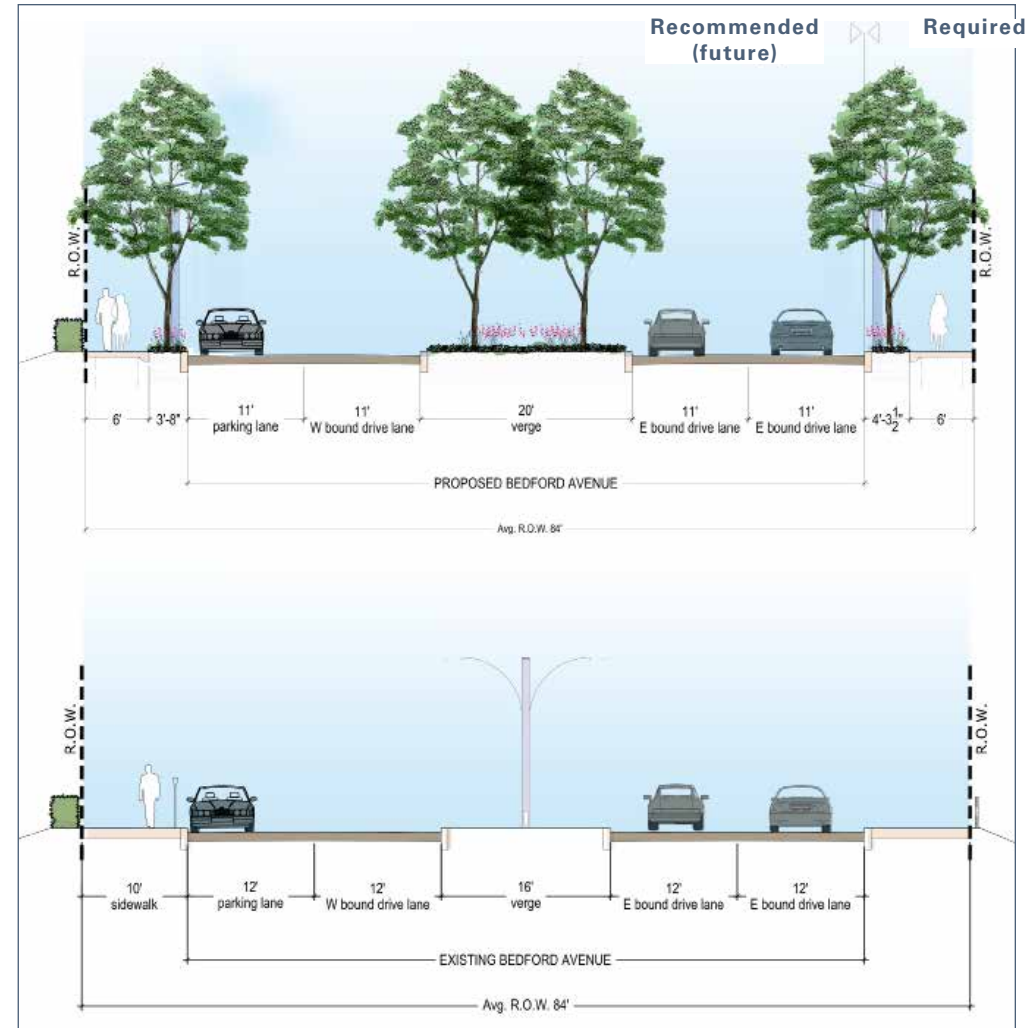 Recommended
(future)
Required
R.O.W.
R.O.W.
6'
3'-8"
11'
parking lane
11'
W bound drive lane
20'
verge
11'
E bound drive lane
11'
E bound drive lane
4'-3 1/2"
6'
PROPOSED BEDFORD AVENUE
Avg. R.O.W. 84'
R.O.W.
R.O.W.
10'
sidewalk
12'
parking lane
12'
W bound drive lane
16'
verge
12'
E bound drive lane
12'
E bound drive lane
EXISTING BEDFORD AVENUE
Avg. R.O.W. 84'